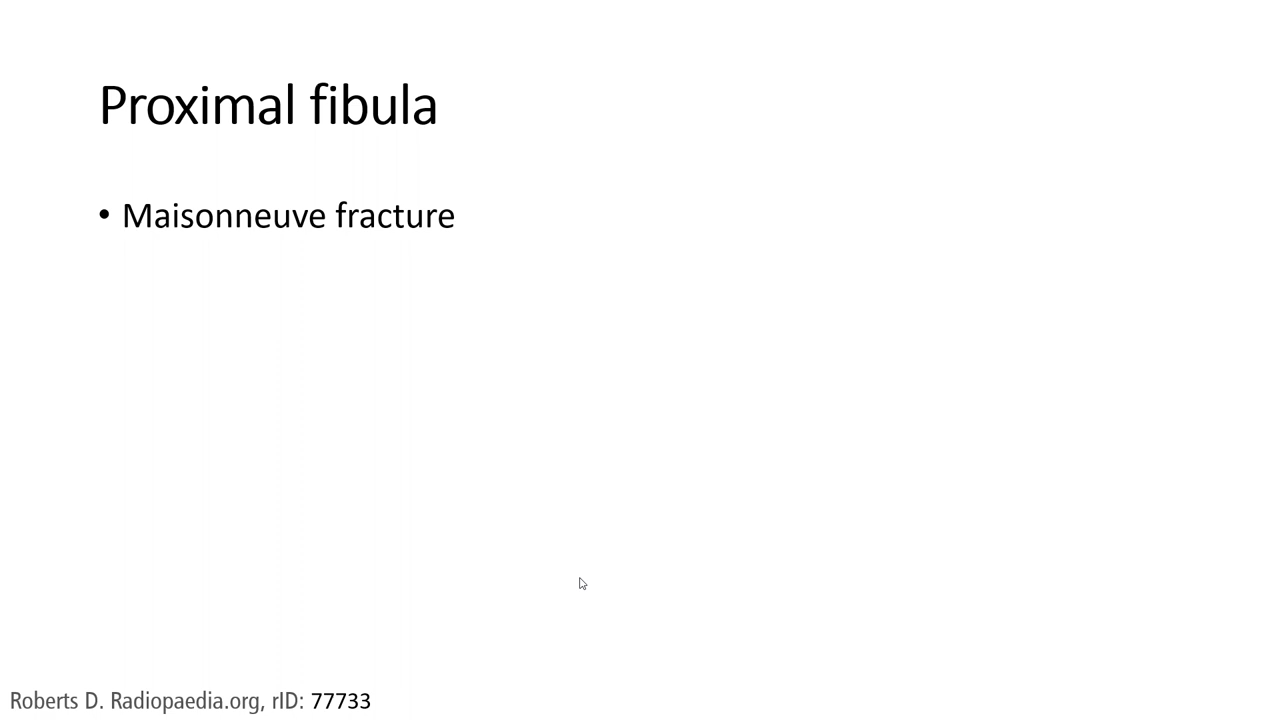 Proximal fibula
• Maisonneuve fracture
Roberts D. Radiopaedia.org, rID: 77733